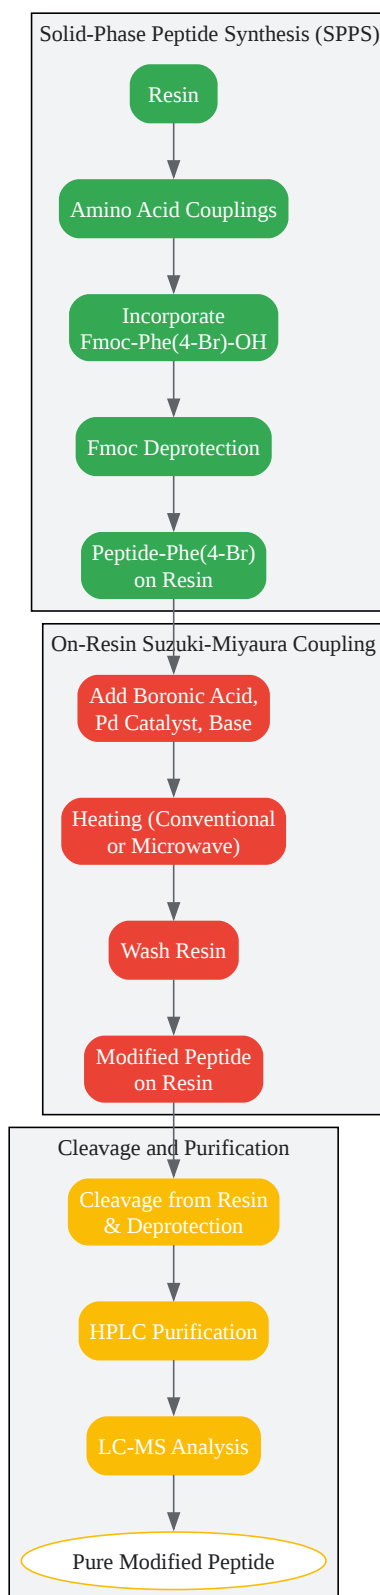 Solid-Phase Peptide Synthesis (SPPS)
Resin
Amino Acid Couplings
Incorporate
Fmoc-Phe(4-Br)-OH
Fmoc Deprotection
Peptide-Phe(4-Br)
on Resin
On-Resin Suzuki-Miyaura Coupling
Add Boronic Acid,
Pd Catalyst, Base
Heating (Conventional
or Microwave)
Wash Resin
Modified Peptide
on Resin
Cleavage and Purification
Cleavage from Resin
& Deprotection
HPLC Purification
LC-MS Analysis
Pure Modified Peptide